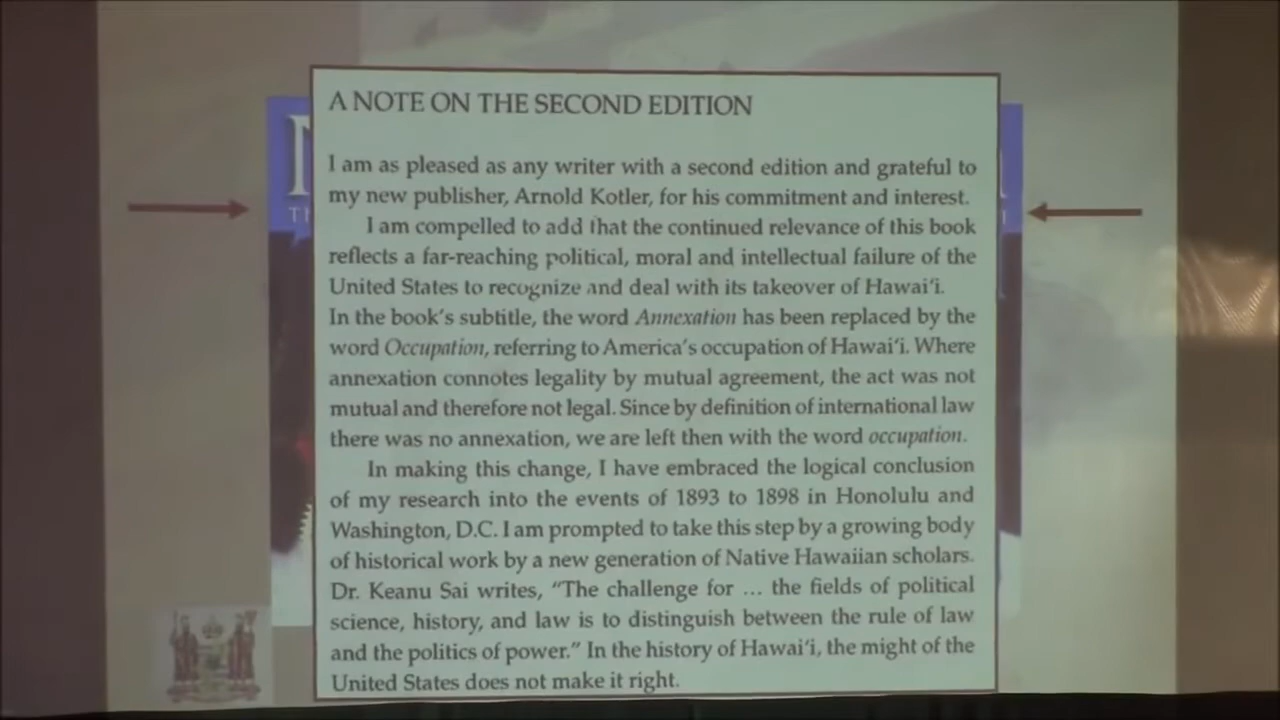 A NOTE ON THE SECOND EDITION
I am as pleased as any writer with a second edition and grateful to
my new publisher, Arnold Kotler, for his commitment and interest.
I am compelled to add that the continued relevance of this book
reflects a far-reaching political, moral and intellectual failure of the
United States to recognize and deal with its takeover of Hawai‘i.
In the book's subtitle, the word Annexation has been replaced by the
word Occupation, referring to America's occupation of Hawai‘i. Where
annexation connotes legality by mutual agreement, the act was not
mutual and therefore not legal. Since by definition of international law
there was no annexation, we are left then with the word occupation.
In making this change, I have embraced the logical conclusion
of my research into the events of 1893 to 1898 in Honolulu and
Washington, D.C. I am prompted to take this step by a growing body
of historical work by a new generation of Native Hawaiian scholars.
Dr. Keanu Sai writes, “The challenge for ... the fields of political
science, history, and law is to distinguish between the rule of law
and the politics of power.” In the history of Hawai‘i, the might of the
United States does not make it right.